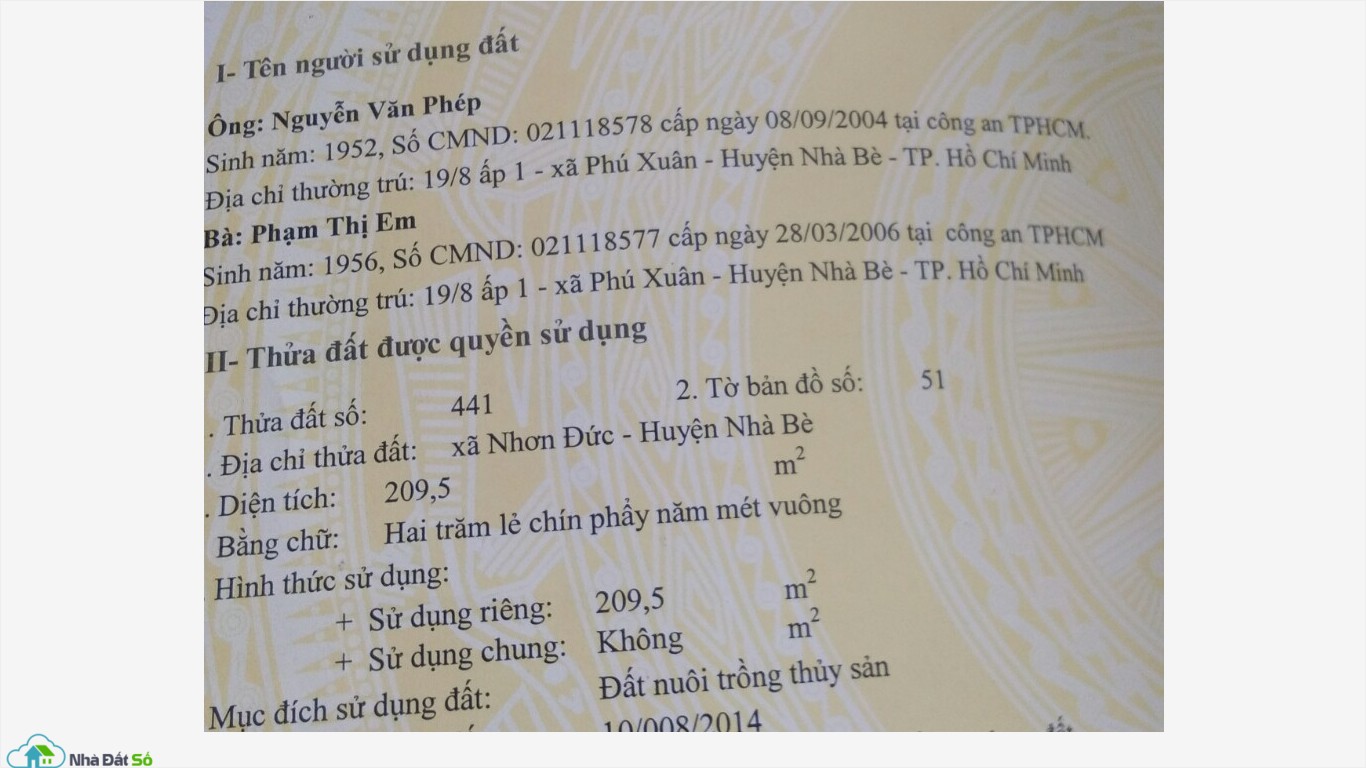 I- Tên người sử dụng đất
Ông: Nguyễn Văn Phép
Sinh năm: 1952, Số CMND: 021118578 cấp ngày 08/09/2004 tại công an TPHCM.
Địa chỉ thường trú: 19/8 ấp 1 - xã Phú Xuân - Huyện Nhà Bè - TP. Hồ Chí Minh
Bà: Phạm Thị Em
Sinh năm: 1956, Số CMND: 021118577 cấp ngày 28/03/2006 tại công an TPHCM
Địa chỉ thường trú: 19/8 ấp 1 - xã Phú Xuân - Huyện Nhà Bè - TP. Hồ Chí Minh
II- Thửa đất được quyền sử dụng
. Thửa đất số: 441 2. Tờ bản đồ số: 51
. Địa chỉ thửa đất: xã Nhơn Đức - Huyện Nhà Bè
. Diện tích: 209,5 m²
Bằng chữ: Hai trăm lẻ chín phẩy năm mét vuông
Hình thức sử dụng:
+ Sử dụng riêng: 209,5 m²
+ Sử dụng chung: Không m²
Mục đích sử dụng đất: Đất nuôi trồng thủy sản
10/008/2014
Nhà Đất Số